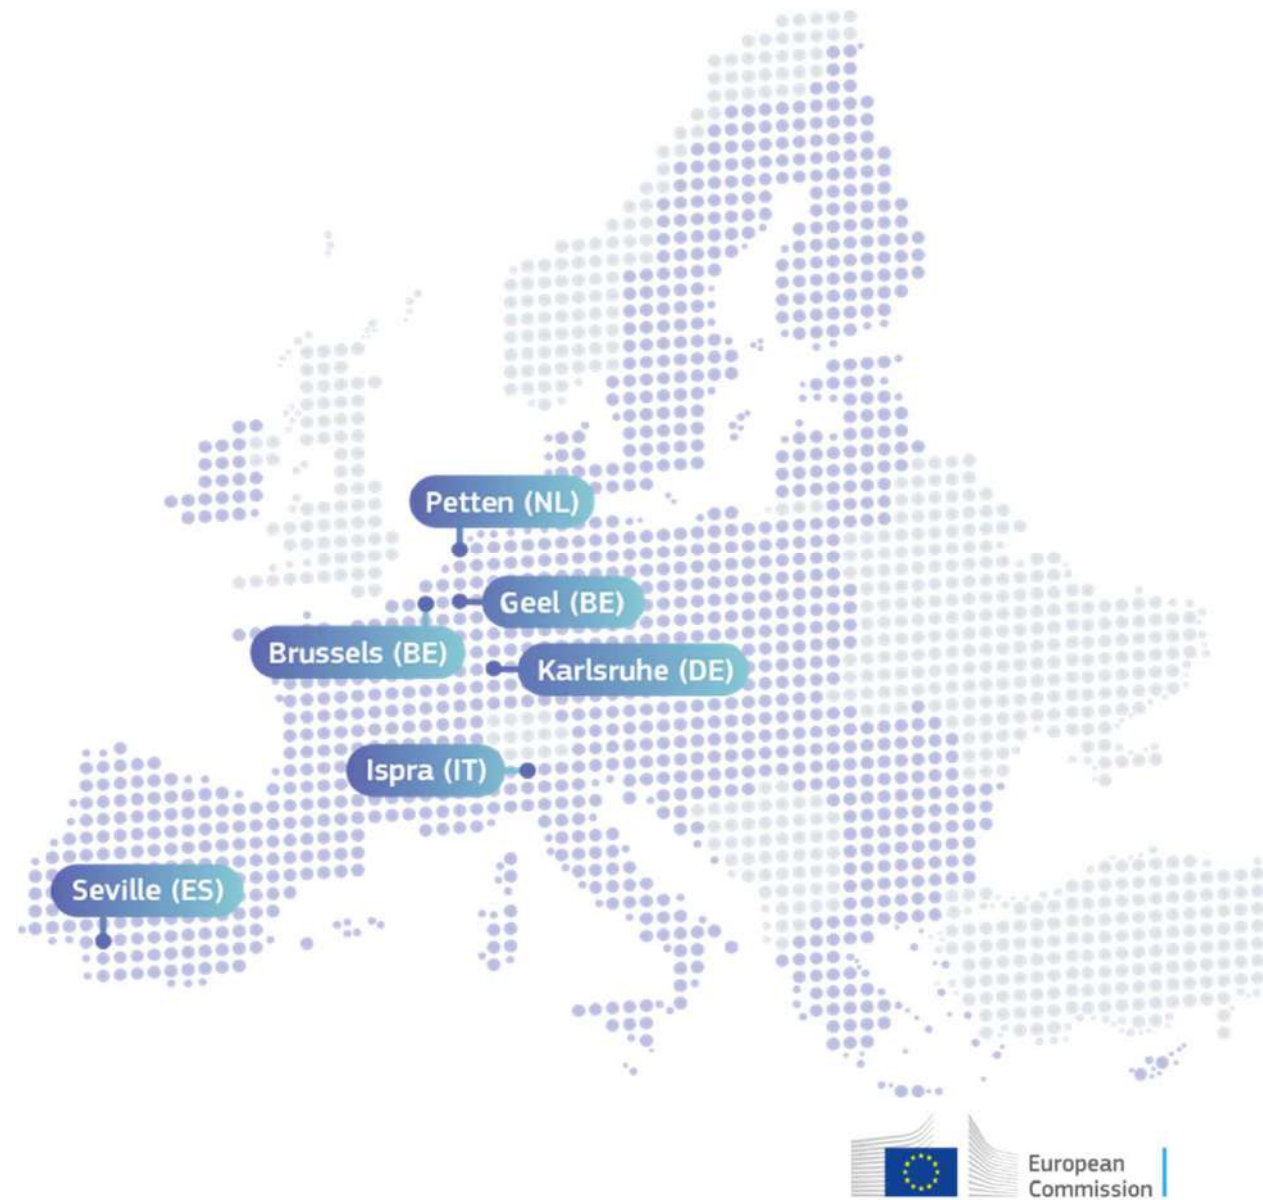 Petten (NL)
Geel (BE)
Brussels (BE)
Karlsruhe (DE)
Ispra (IT)
Seville (ES)
European
Commission